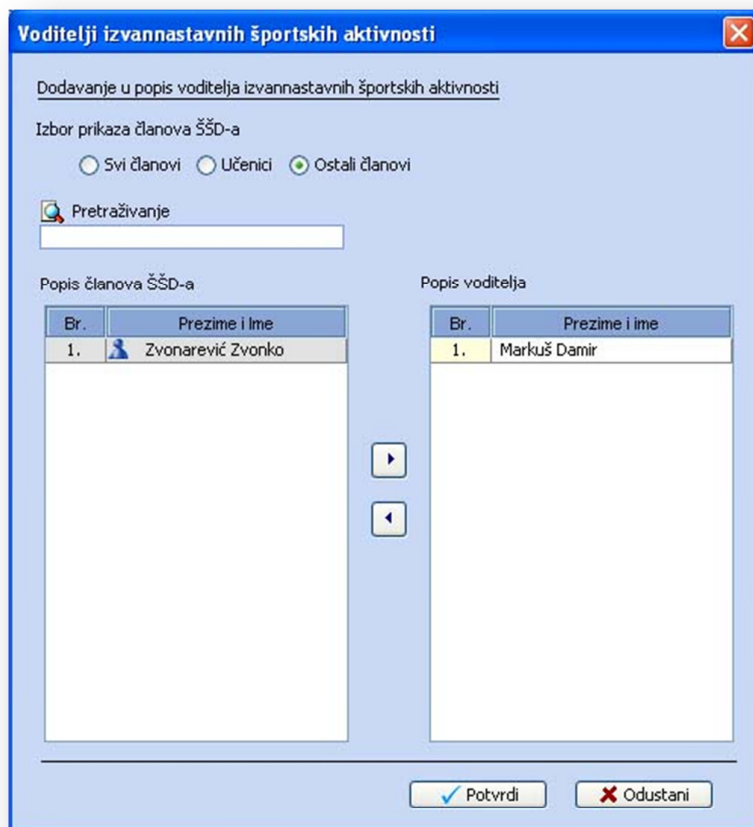 Voditelji izvannastavnih športskih aktivnosti
Dodavanje u popis voditelja izvannastavnih športskih aktivnosti
Izbor prikaza članova ŠŠD-a
Svi članovi Učenici Ostali članovi
Pretraživanje
Popis članova ŠŠD-a
Br. Prezime i Ime
1. Zvonarević Zvonko
Popis voditelja
Br. Prezime i ime
1. Markuš Damir
Potvrdi Odustani